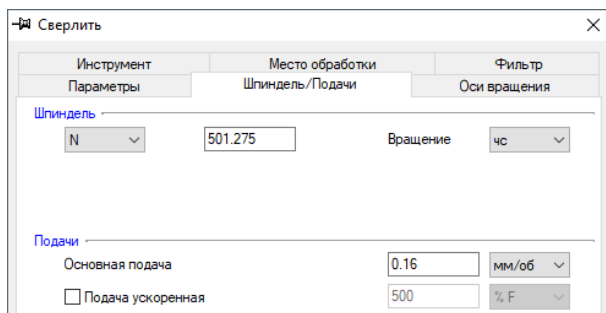 Сверлить
Инструмент Место обработки Фильтр
Параметры Шпиндель/Подачи Оси вращения
Шпиндель
N 501.275 Вращение чс
Подачи
Основная подача 0.16 мм/об
Подача ускоренная 500 % F